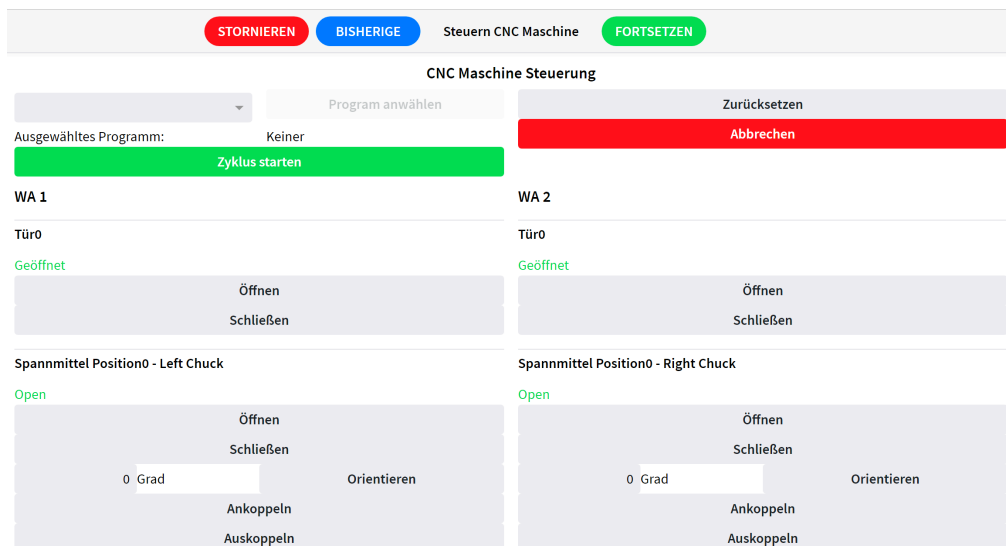 STORNIEREN BISHERIGE Steuern CNC Maschine FORTSETZEN
CNC Maschine Steuerung
Program anwählen Zurücksetzen
Ausgewähltes Programm: Keiner Abbrechen
Zyklus starten
WA 1 WA 2
Tür0 Tür0
Geöffnet Geöffnet
Öffnen Öffnen
Schließen Schließen
Spannmittel Position0 - Left Chuck Spannmittel Position0 - Right Chuck
Open Open
Öffnen Öffnen
Schließen Schließen
0 Grad Orientieren 0 Grad Orientieren
Ankoppeln Ankoppeln
Auskoppeln Auskoppeln